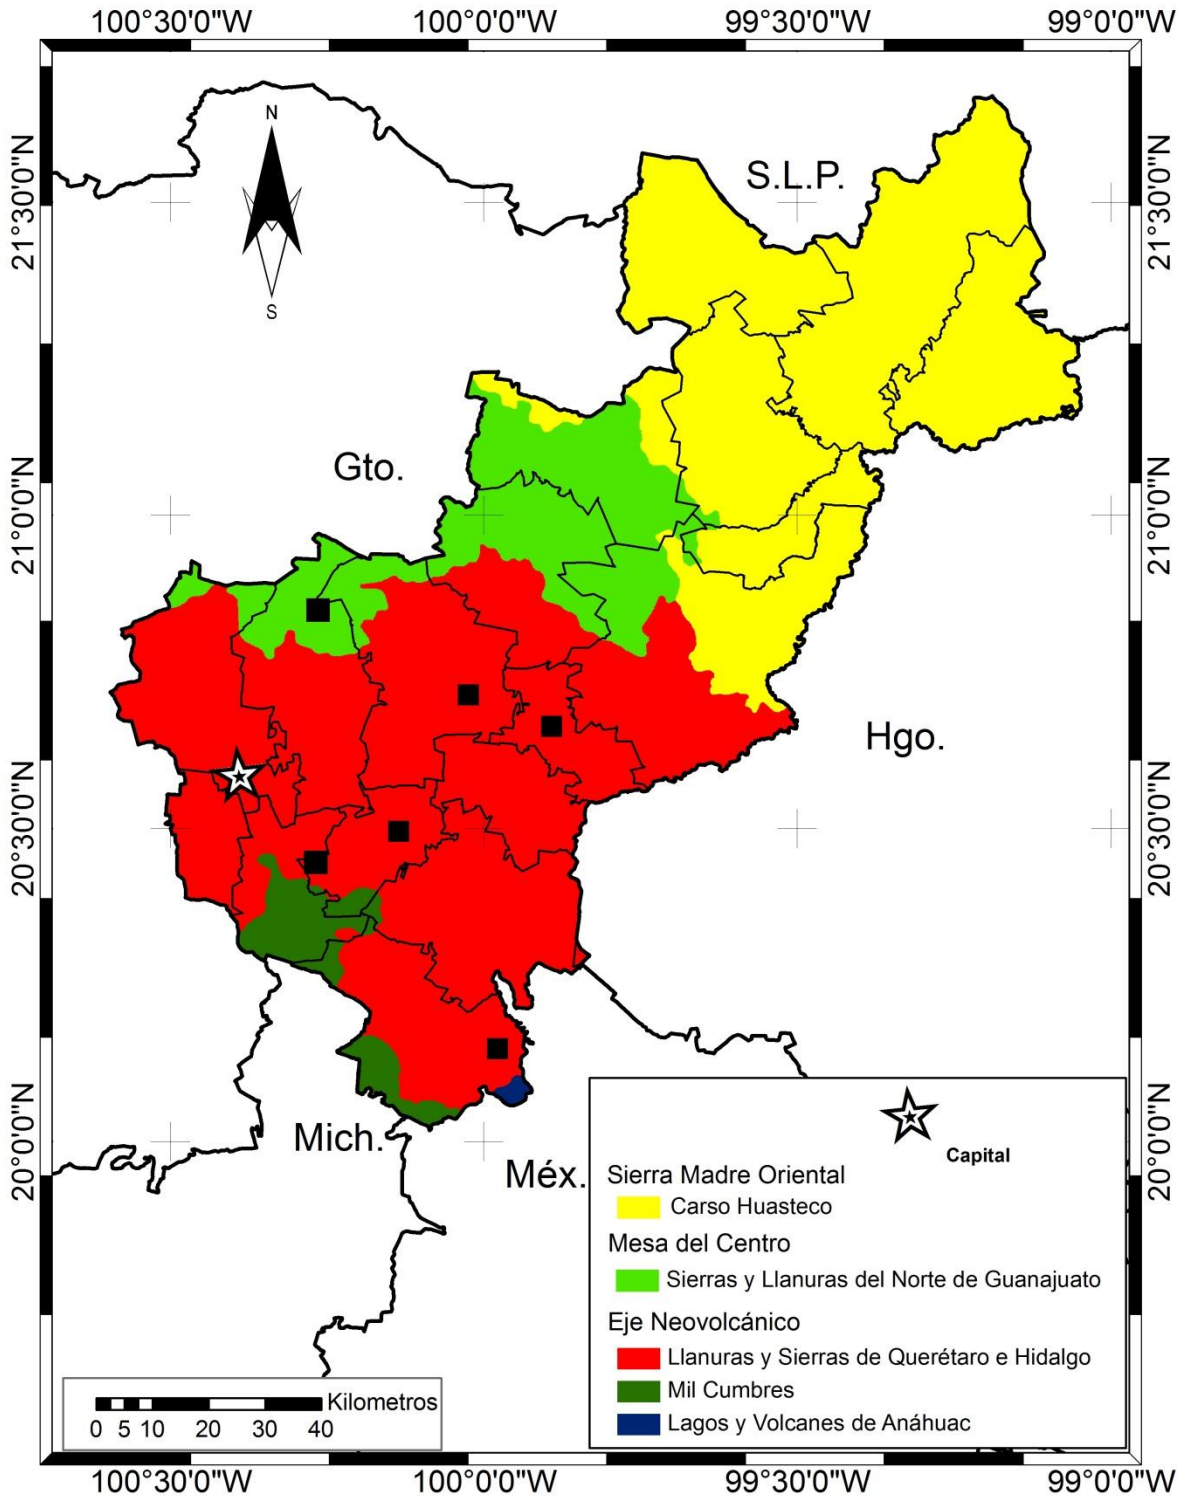 100°30'0"W 100°0'0"W 99°30'0"W 99°0'0"W
N
S
S.L.P.
21°30'0"N 21°30'0"N
Gto.
21°0'0"N 21°0'0"N
Hgo.
20°30'0"N 20°30'0"N
Mich.
Méx.
20°0'0"N 20°0'0"N
Capital
Sierra Madre Oriental
Carso Huasteco
Mesa del Centro
Sierras y Llanuras del Norte de Guanajuato
Eje Neovolcánico
Llanuras y Sierras de Querétaro e Hidalgo
Mil Cumbres
Lagos y Volcanes de Anáhuac
Kilometros
0 5 10 20 30 40
100°30'0"W 100°0'0"W 99°30'0"W 99°0'0"W